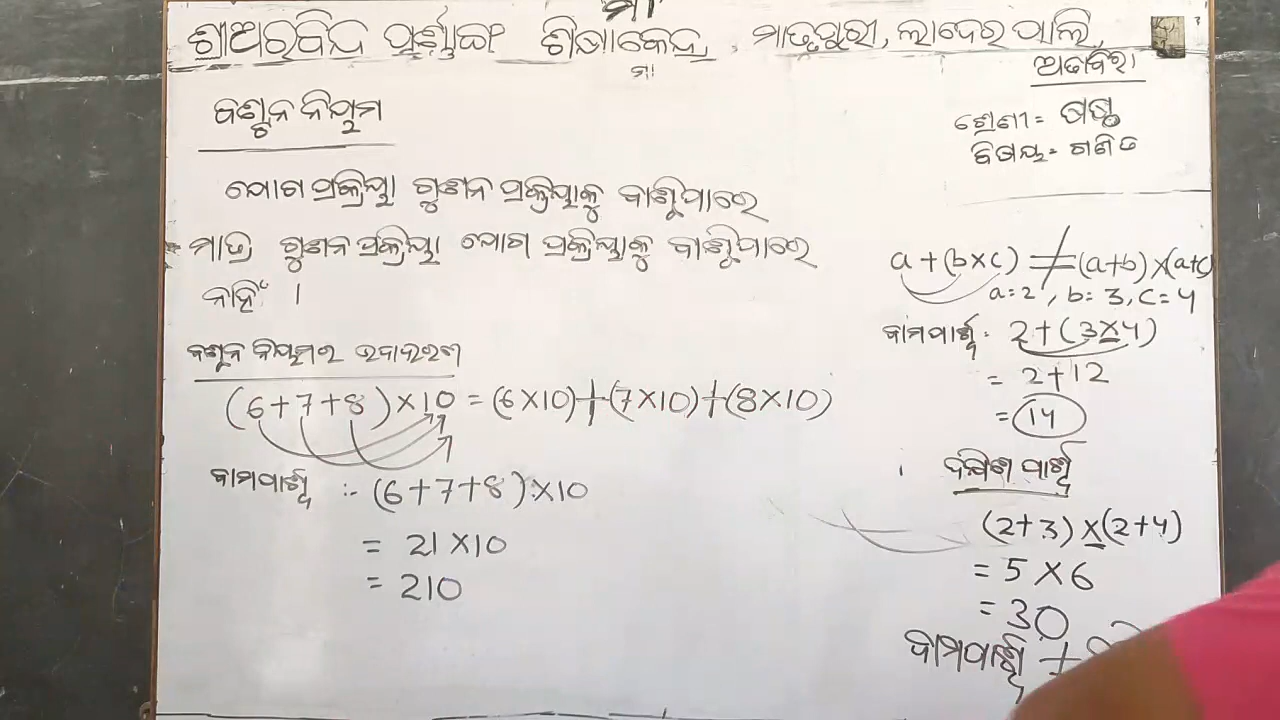 ମା
ଶ୍ରୀଅରବିନ୍ଦ ପୂର୍ଣ୍ଣାଙ୍ଗ ଶିକ୍ଷାକେନ୍ଦ୍ର, ମାତୃପୁରୀ, ଲାଦେରପାଲି,
ଅତାବିରା
ମା
ବଣ୍ଟନ ନିୟମ
ଶ୍ରେଣୀ = ଷଷ୍ଠ
ବିଷୟ = ଗଣିତ
ଯୋଗ ପ୍ରକ୍ରିୟା ଗୁଣନ ପ୍ରକ୍ରିୟାକୁ ବାଣ୍ଟିପାରେ
ମାତ୍ର ଗୁଣନ ପ୍ରକ୍ରିୟା ଯୋଗ ପ୍ରକ୍ରିୟାକୁ ବାଣ୍ଟିପାରେ
ନାହିଁ ।
ବଣ୍ଟନ ନିୟମର ଉଦାହରଣ
(6+7+8)×10 = (6×10)+(7×10)+(8×10)
ବାମପାର୍ଶ୍ଵ :- (6+7+8)×10
= 21×10
= 210
a+(b×c) ≠ (a+b)×(a+c)
a=2, b=3, c=4
ବାମପାର୍ଶ୍ଵ: 2+(3×4)
= 2+12
= 14
ଦକ୍ଷିଣ ପାର୍ଶ୍ଵ
(2+3)×(2+4)
= 5×6
= 30
ବାମପାର୍ଶ୍ଵ